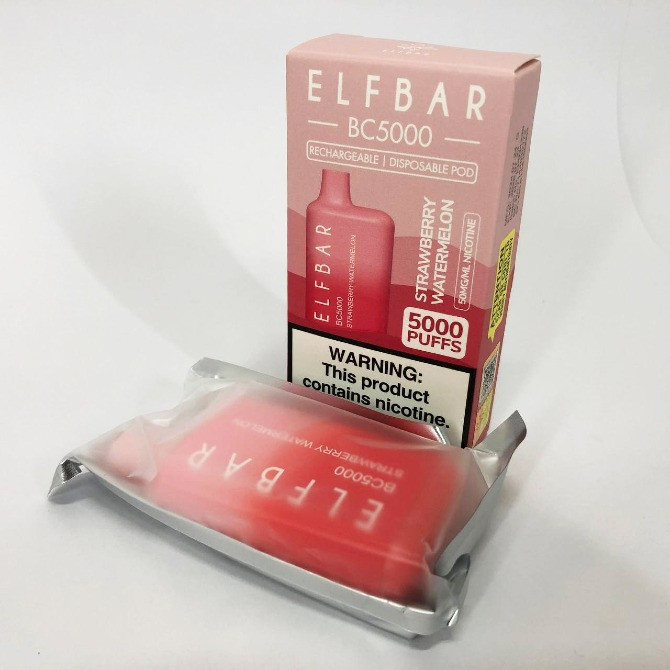 ELFBAR
BC5000
RECHARGEABLE | DISPOSABLE POD
ELFBAR
BC5000
STRAWBERRY WATERMELON
STRAWBERRY
WATERMELON
50MG/ML NICOTINE
5000
PUFFS
WARNING:
This product
contains nicotine.
ELFBAR
BC5000
STRAWBERRY WATERMELON